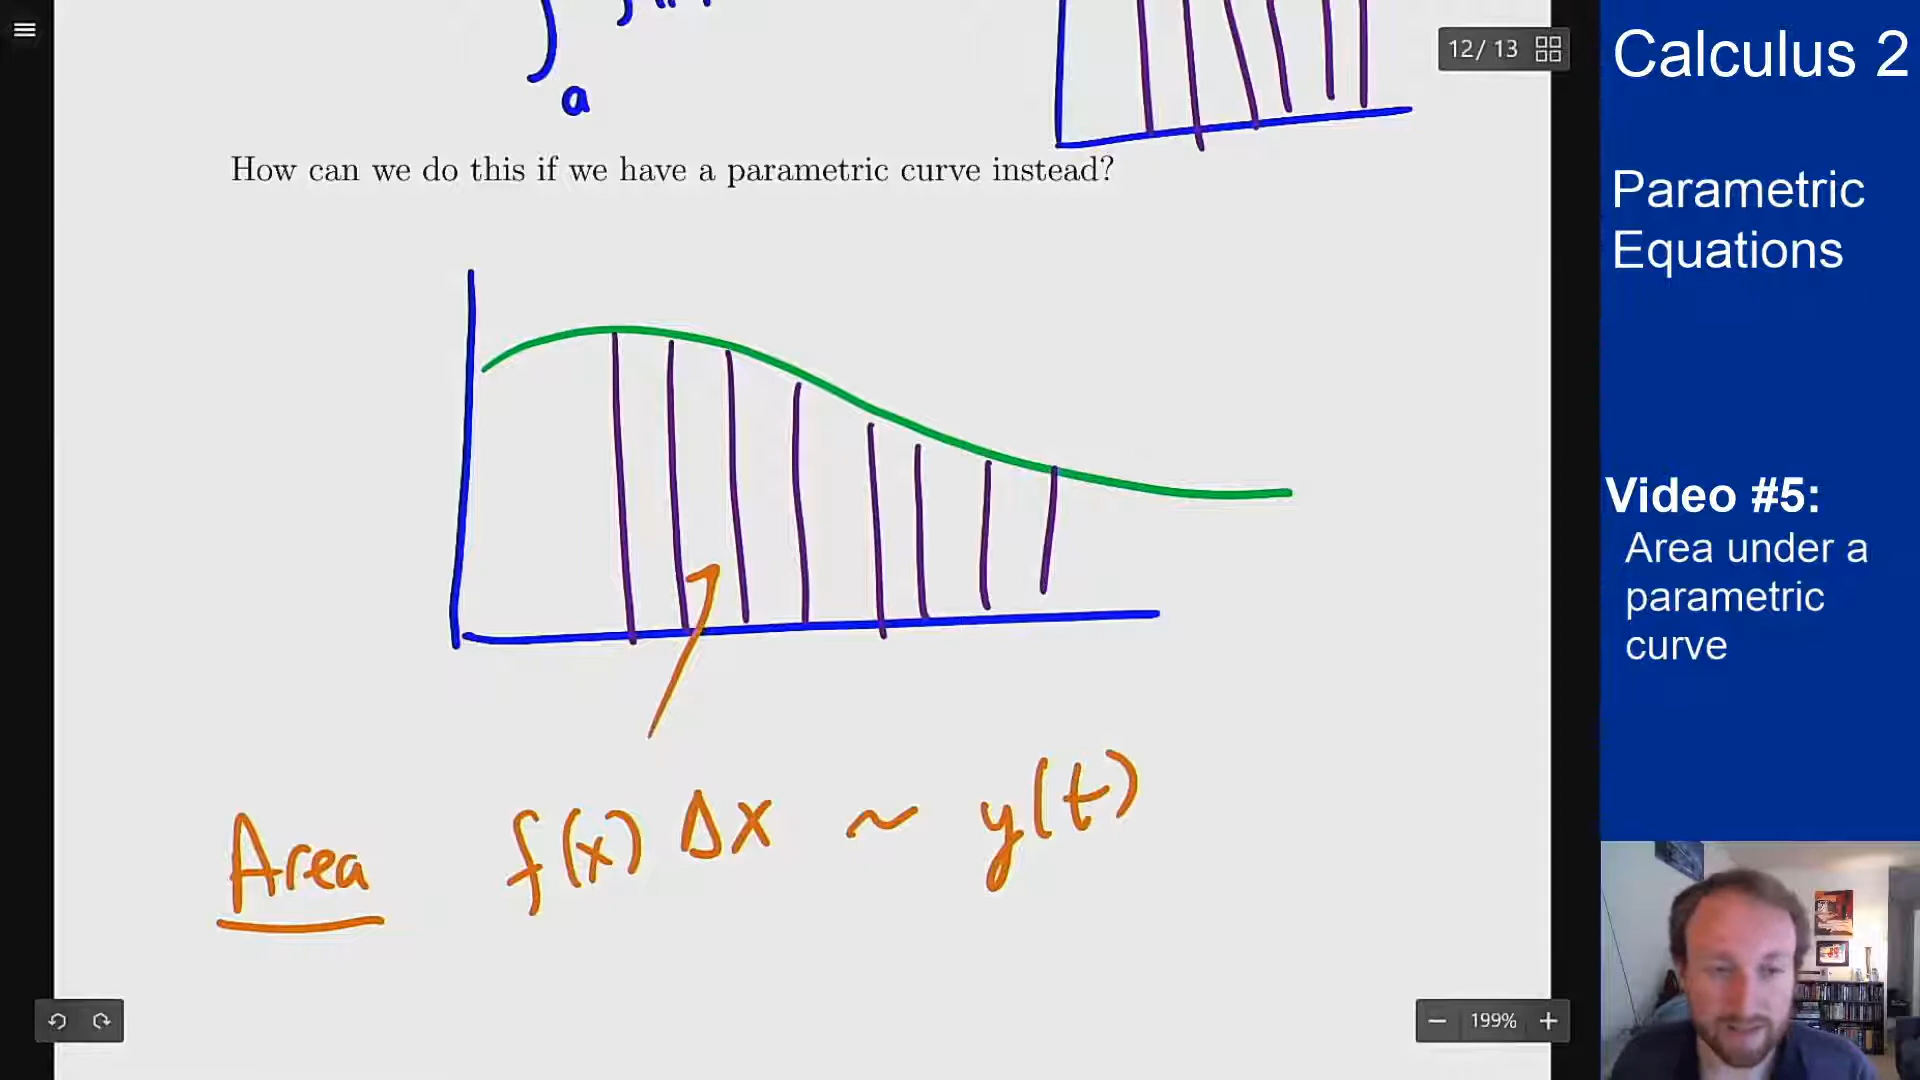 a
12 / 13
How can we do this if we have a parametric curve instead?
Area f(x) Δx ~ y(t)
199%
Calculus 2
Parametric
Equations
Video #5:
Area under a
parametric
curve